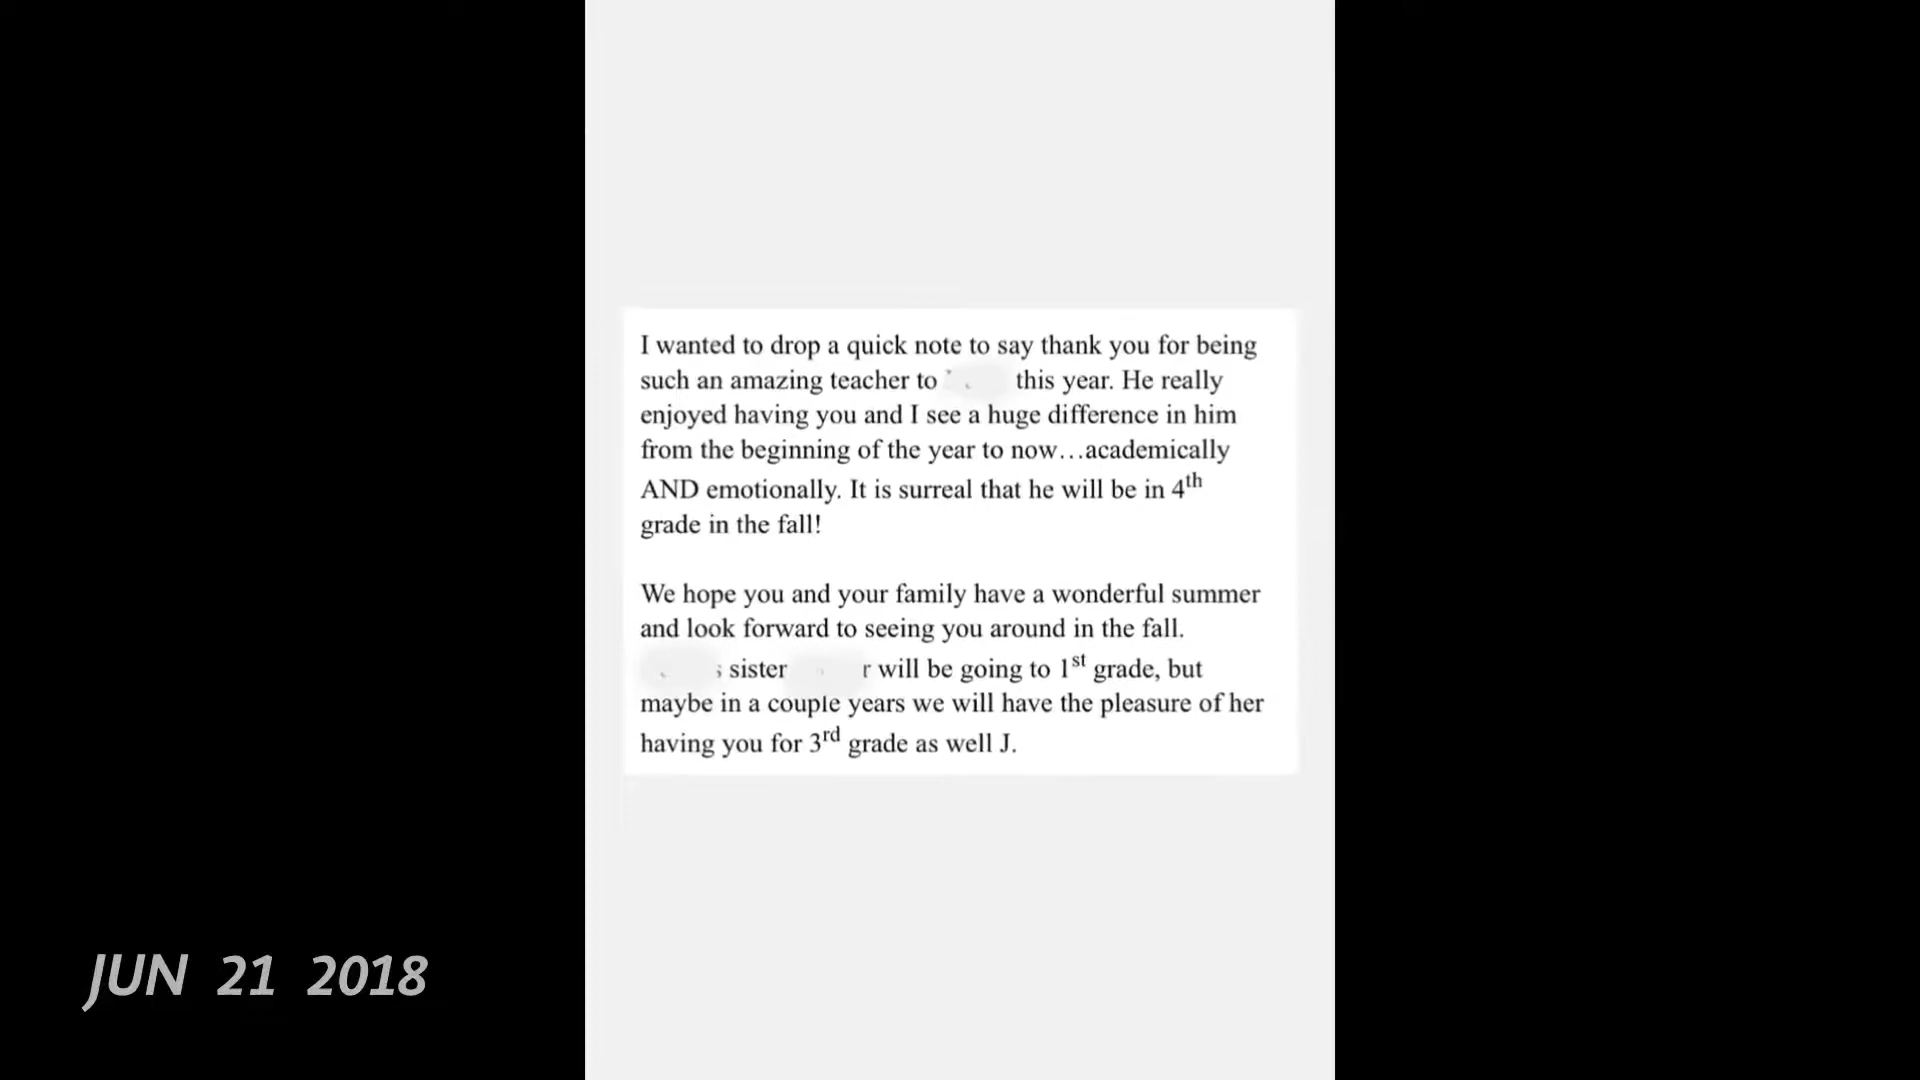 I wanted to drop a quick note to say thank you for being
such an amazing teacher to this year. He really
enjoyed having you and I see a huge difference in him
from the beginning of the year to now…academically
AND emotionally. It is surreal that he will be in 4th
grade in the fall!
We hope you and your family have a wonderful summer
and look forward to seeing you around in the fall.
sister will be going to 1st grade, but
maybe in a couple years we will have the pleasure of her
having you for 3rd grade as well J.
JUN 21 2018